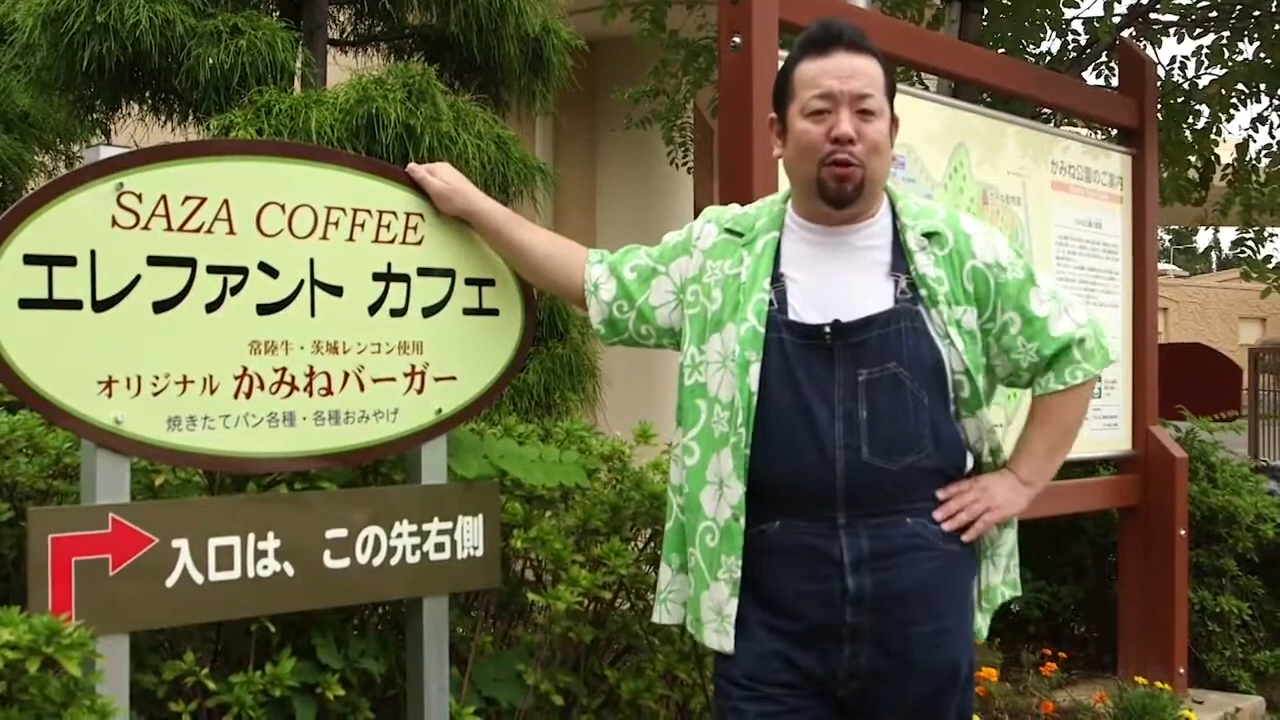 SAZA COFFEE
エレファント カフェ
常陸牛・茨城レンコン使用
オリジナル かみねバーガー
焼きたてパン各種・各種おみやげ
入口は、この先右側
かみね公園のご案内